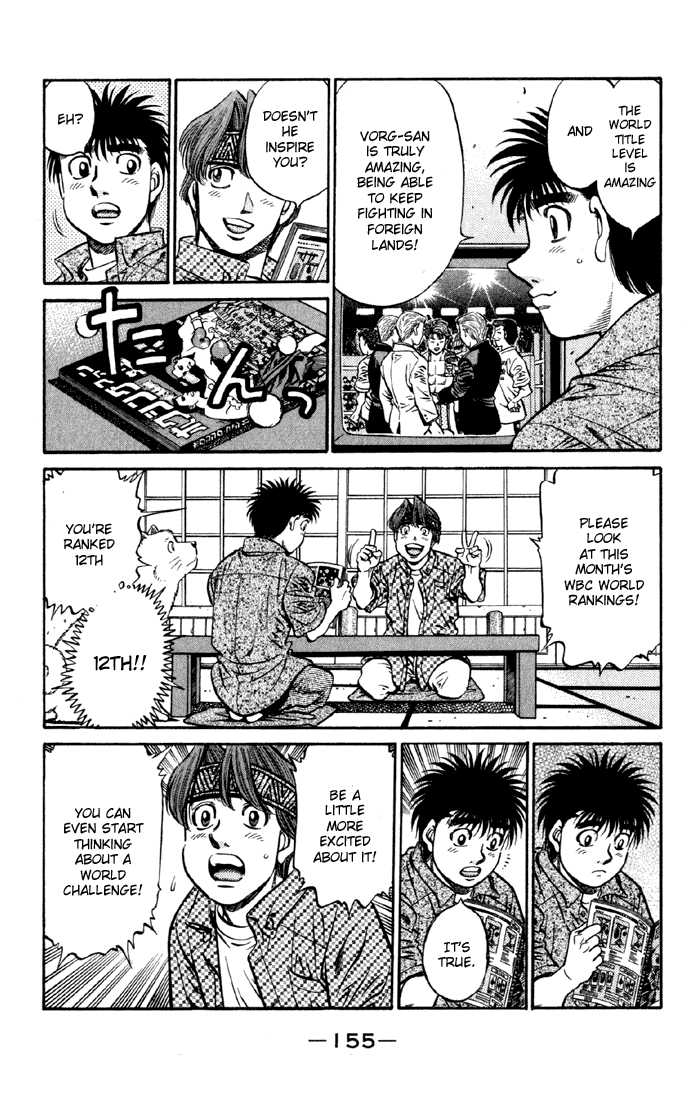 THE
WORLD
TITLE
LEVEL
IS
AMAZING
AND
VORG-SAN
IS TRULY
AMAZING,
BEING ABLE
TO KEEP
FIGHTING IN
FOREIGN
LANDS!
DOESN'T
HE
INSPIRE
YOU?
EH?
PLEASE
LOOK
AT THIS
MONTH'S
WBC WORLD
RANKINGS!
YOU'RE
RANKED
12TH
12TH!!
IT'S
TRUE.
BE A
LITTLE
MORE
EXCITED
ABOUT IT!
YOU CAN
EVEN START
THINKING
ABOUT A
WORLD
CHALLENGE!
—155—